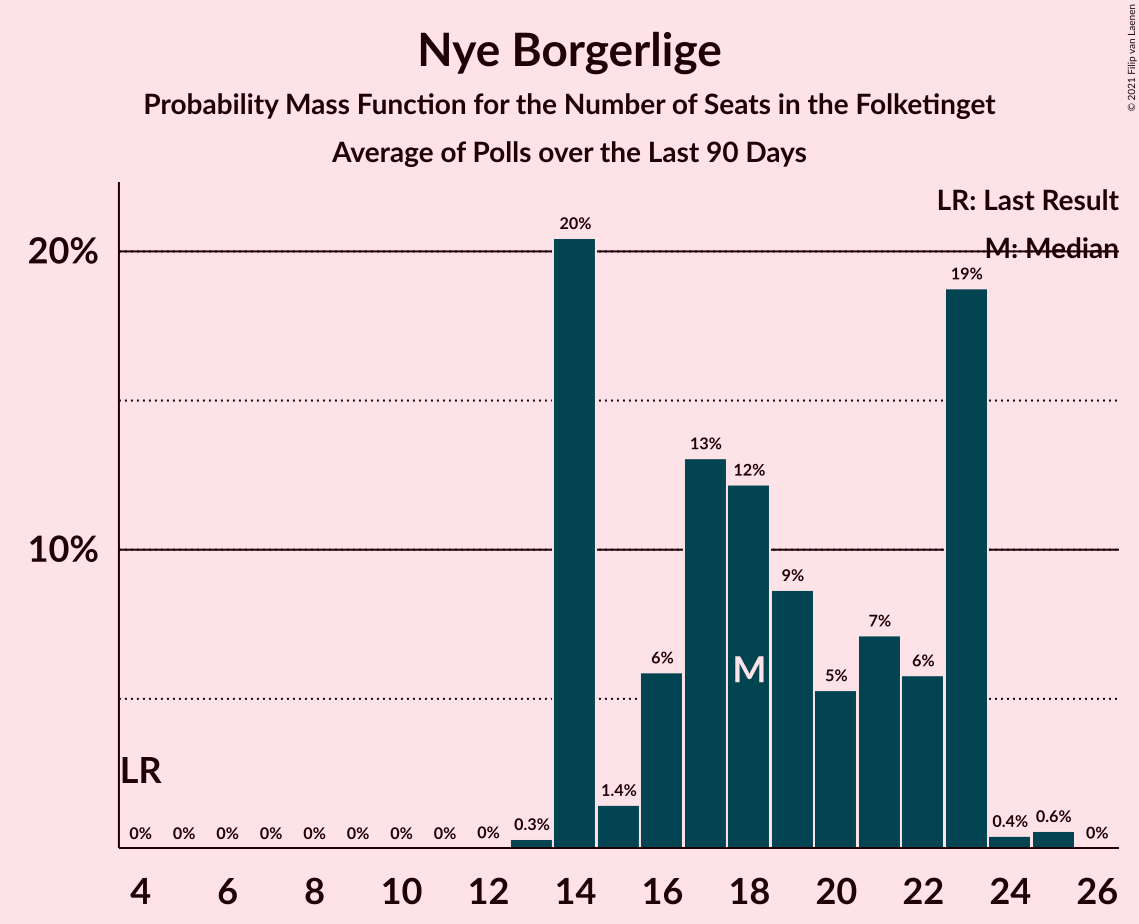 Nye Borgerlige
Probability Mass Function for the Number of Seats in the Folketinget
Average of Polls over the Last 90 Days
© 2021 Filip van Laenen
LR: Last Result
M: Median
20%
10%
20%
19%
13%
12%
9%
7%
6%
6%
5%
1.4%
0.3%
0.4%
0.6%
0%
0% 0% 0% 0% 0% 0% 0% 0% 0%
M
LR
4 6 8 10 12 14 16 18 20 22 24 26